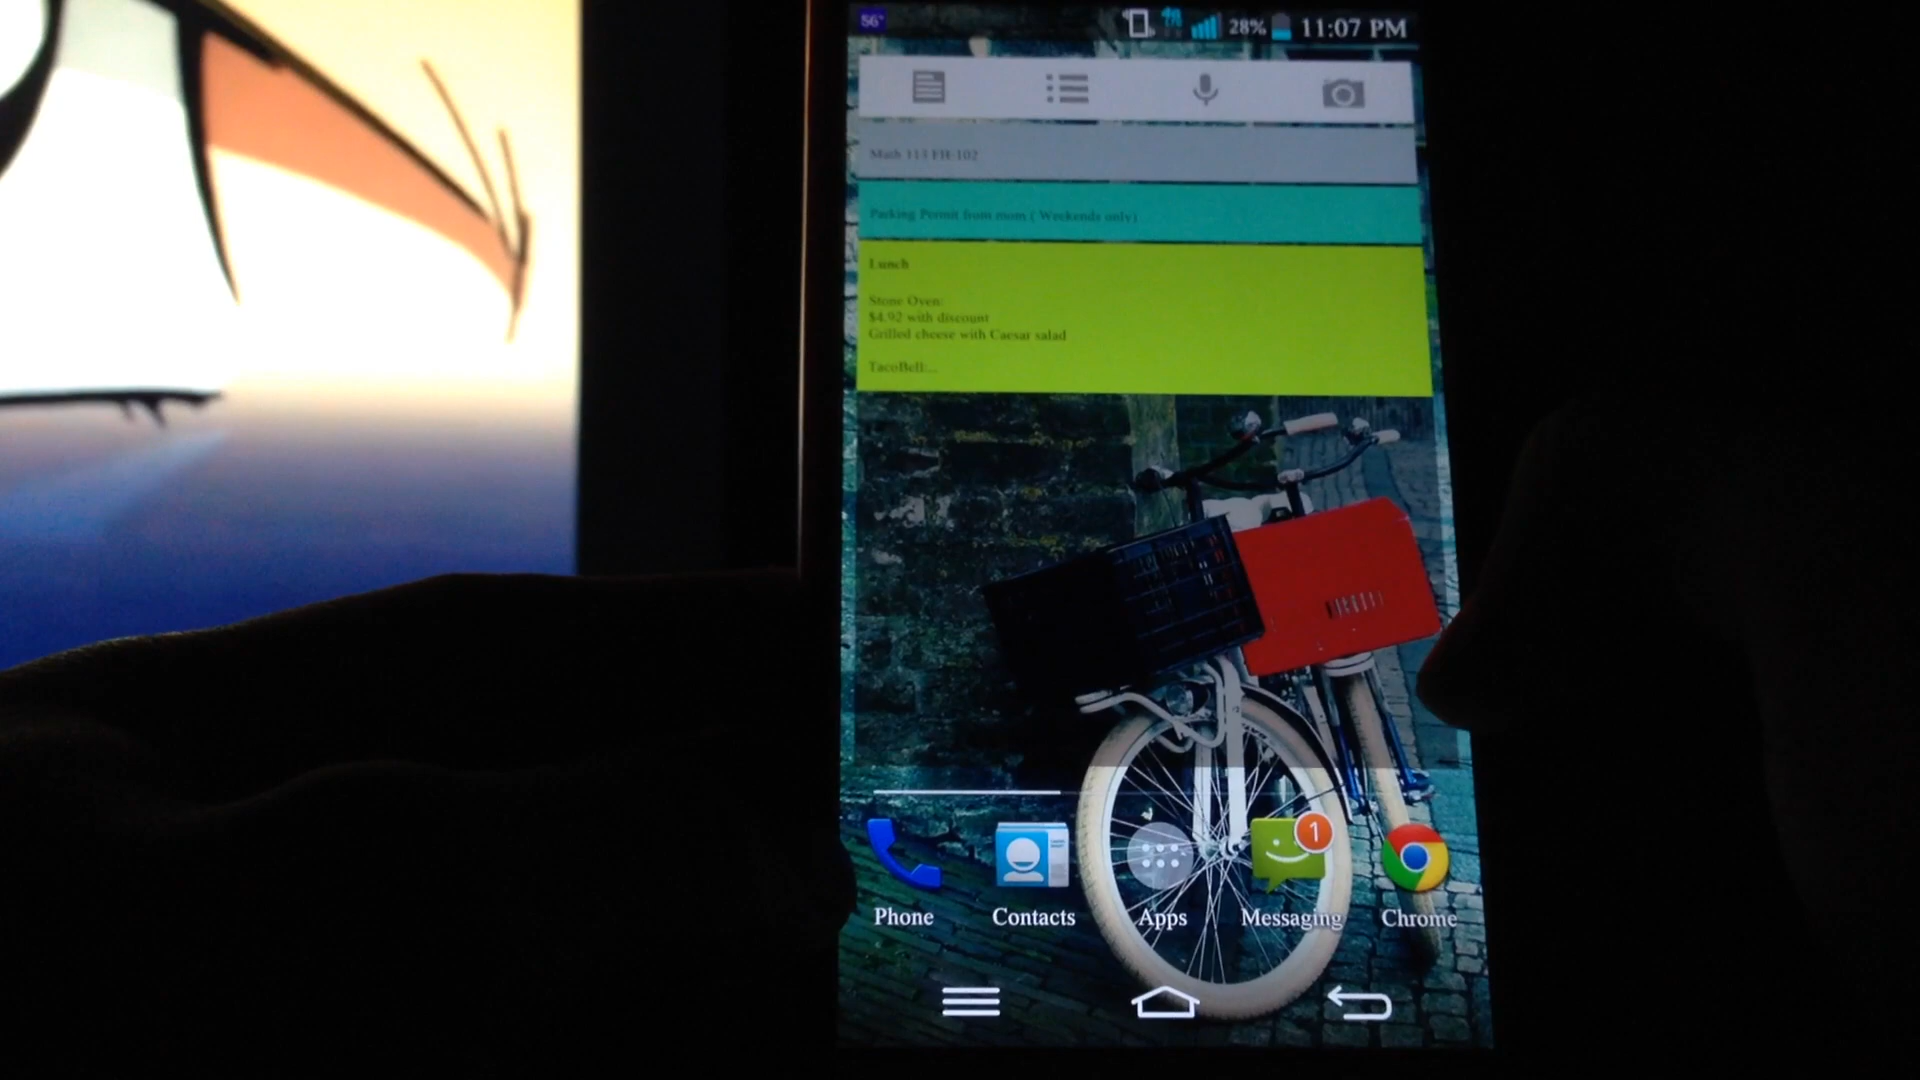 56°
28% 11:07 PM
Math 113 FH-102
Parking Permit from mom ( Weekends only)
Lunch
Stone Oven:
$4.92 with discount
Grilled cheese with Caesar salad
TacoBell:...
1
Phone Contacts Apps Messaging Chrome